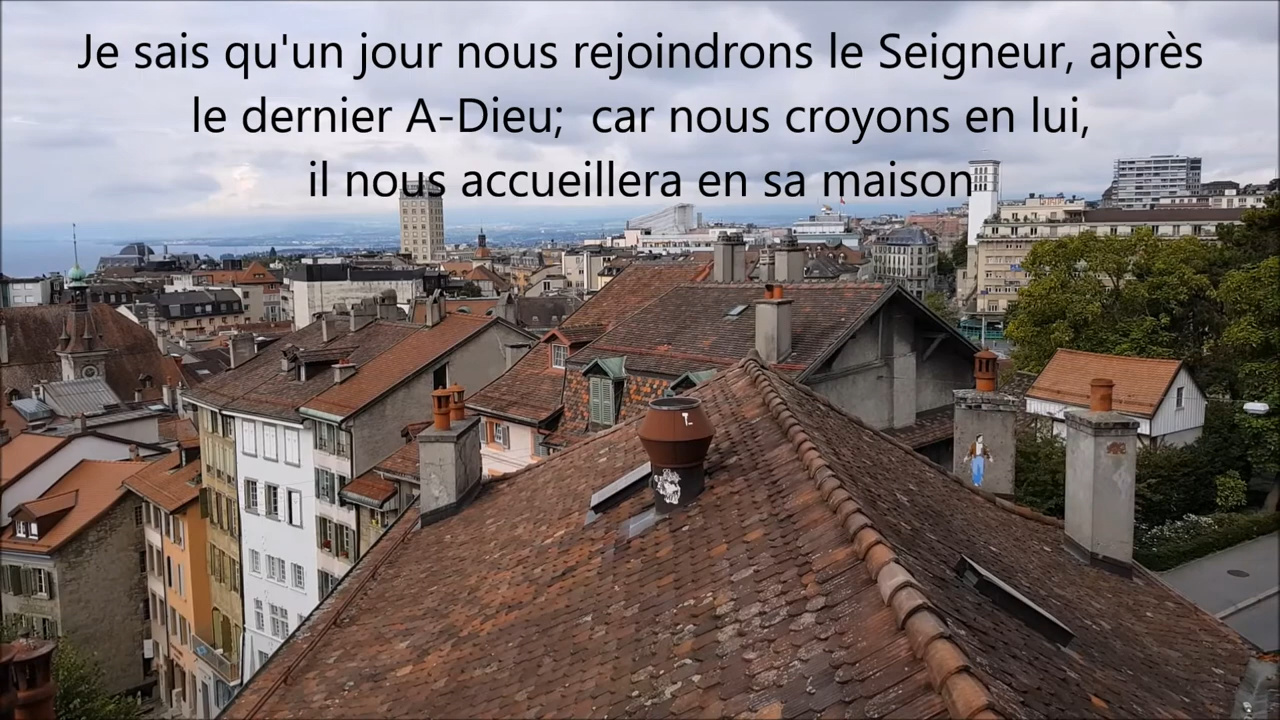 Je sais qu'un jour nous rejoindrons le Seigneur, après
le dernier A-Dieu;  car nous croyons en lui,
il nous accueillera en sa maison